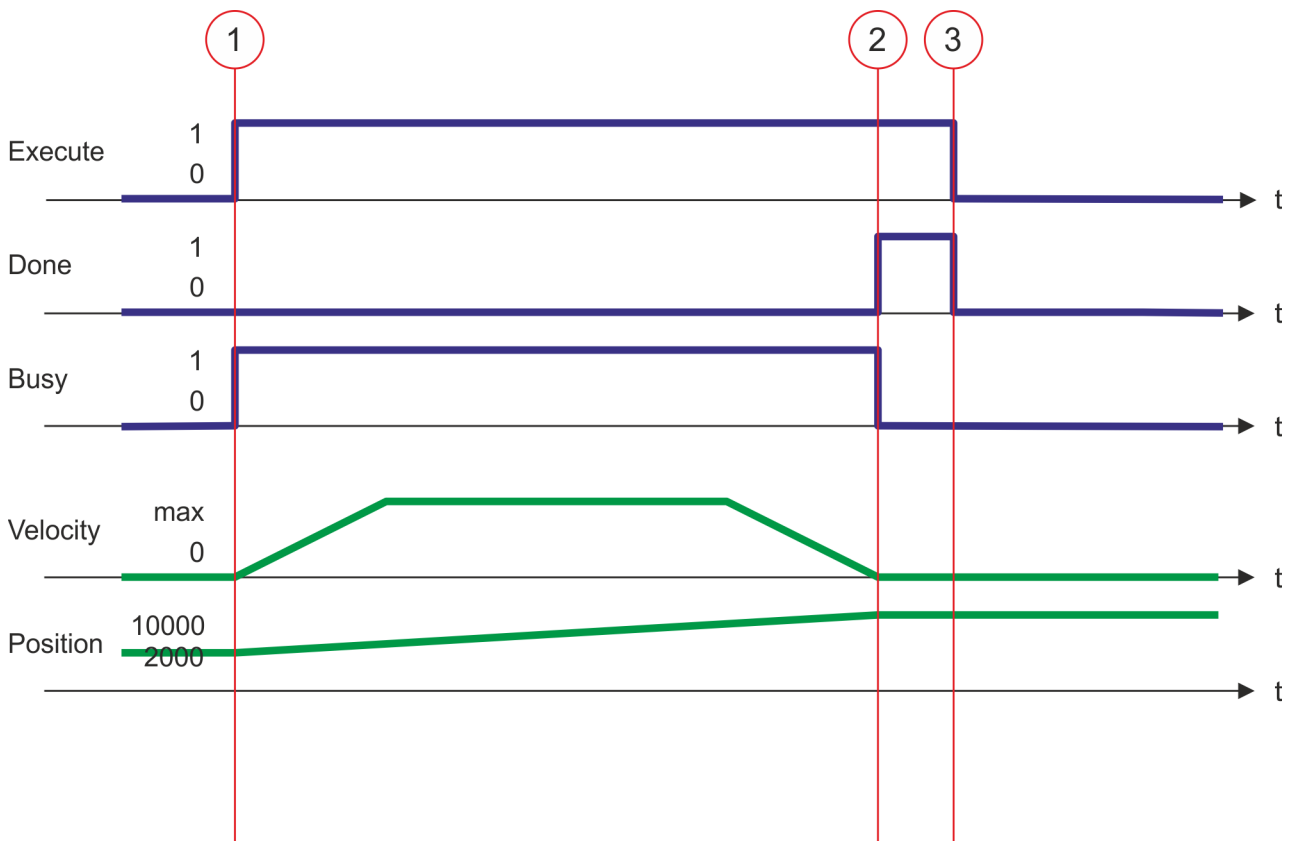 1 2 3
Execute 1
0
t
Done 1
0
t
Busy 1
0
t
Velocity max
0
t
Position 10000
2000
t